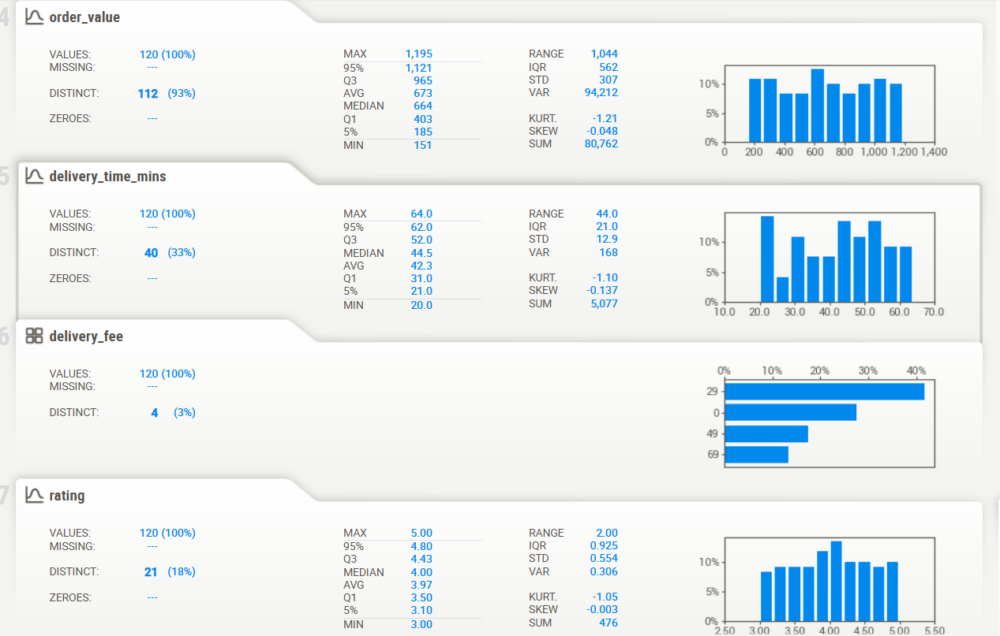 4
order_value
VALUES: 120 (100%)
MISSING: ---
DISTINCT: 112 (93%)
ZEROES: ---
MAX 1,195
95% 1,121
Q3 965
AVG 673
MEDIAN 664
Q1 403
5% 185
MIN 151
RANGE 1,044
IQR 562
STD 307
VAR 94,212
KURT. -1.21
SKEW -0.048
SUM 80,762
10%
5%
0%
0 200 400 600 800 1,000 1,200 1,400
5
delivery_time_mins
VALUES: 120 (100%)
MISSING: ---
DISTINCT: 40 (33%)
ZEROES: ---
MAX 64.0
95% 62.0
Q3 52.0
MEDIAN 44.5
AVG 42.3
Q1 31.0
5% 21.0
MIN 20.0
RANGE 44.0
IQR 21.0
STD 12.9
VAR 168
KURT. -1.10
SKEW -0.137
SUM 5,077
10%
5%
0%
10.0 20.0 30.0 40.0 50.0 60.0 70.0
6
delivery_fee
VALUES: 120 (100%)
MISSING: ---
DISTINCT: 4 (3%)
0% 10% 20% 30% 40%
29
0
49
69
7
rating
VALUES: 120 (100%)
MISSING: ---
DISTINCT: 21 (18%)
ZEROES: ---
MAX 5.00
95% 4.80
Q3 4.43
MEDIAN 4.00
AVG 3.97
Q1 3.50
5% 3.10
MIN 3.00
RANGE 2.00
IQR 0.925
STD 0.554
VAR 0.306
KURT. -1.05
SKEW -0.003
SUM 476
10%
5%
0%
2.50 3.00 3.50 4.00 4.50 5.00 5.50